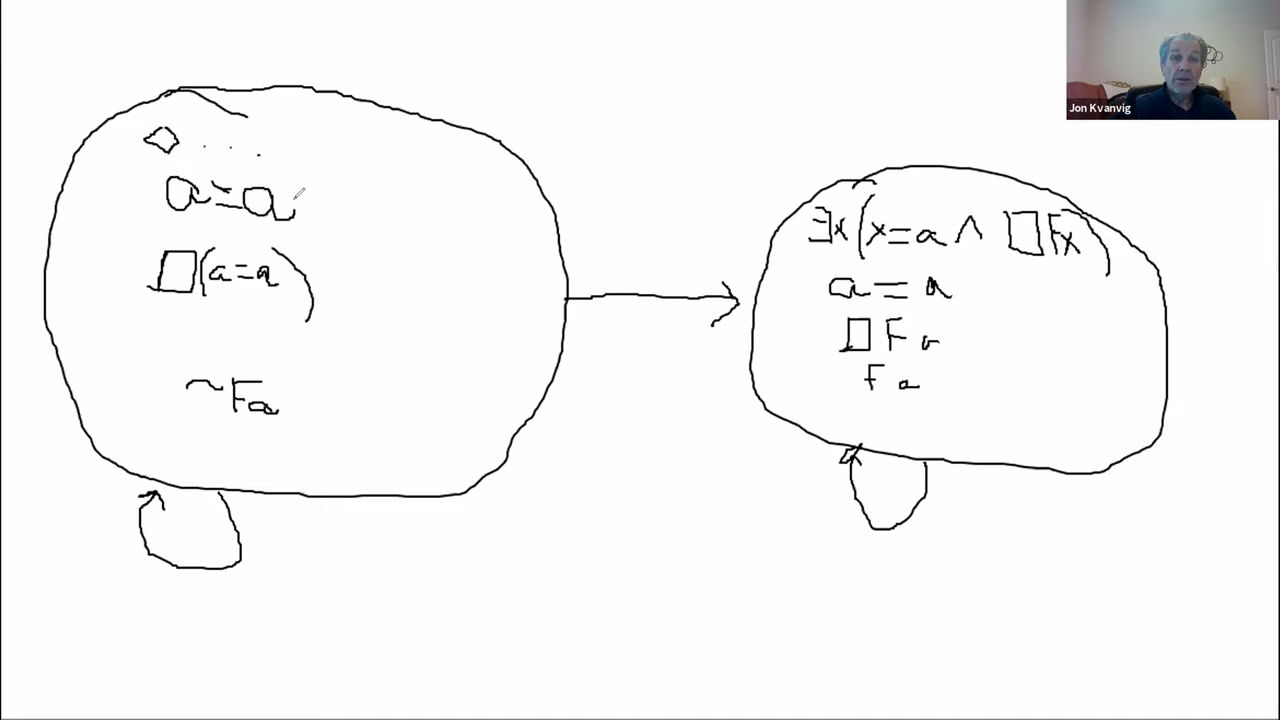 ◇ . . .
a=a
□(a=a)
~Fa
∃x(x=a ∧ □Fx)
a=a
□Fa
Fa
Jon Kvanvig